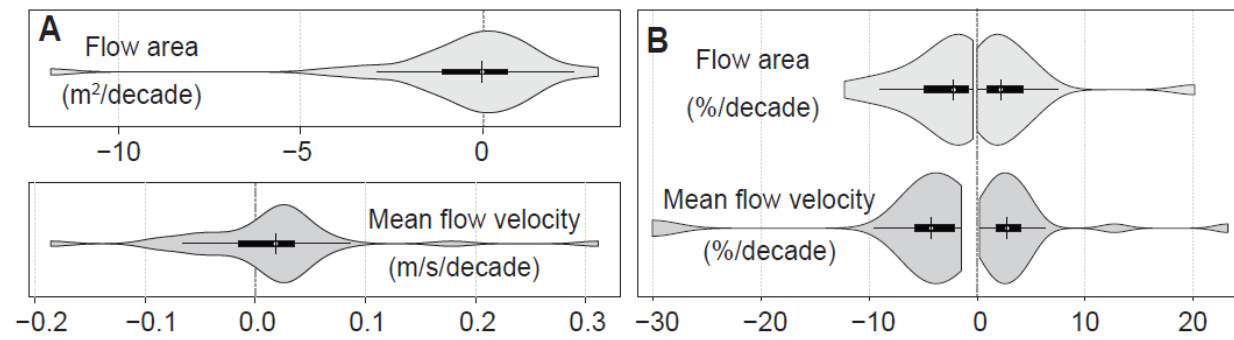 A
Flow area
(m²/decade)
−10 −5 0
Mean flow velocity
(m/s/decade)
−0.2 −0.1 0.0 0.1 0.2 0.3
B
Flow area
(%/decade)
Mean flow velocity
(%/decade)
−30 −20 −10 0 10 20